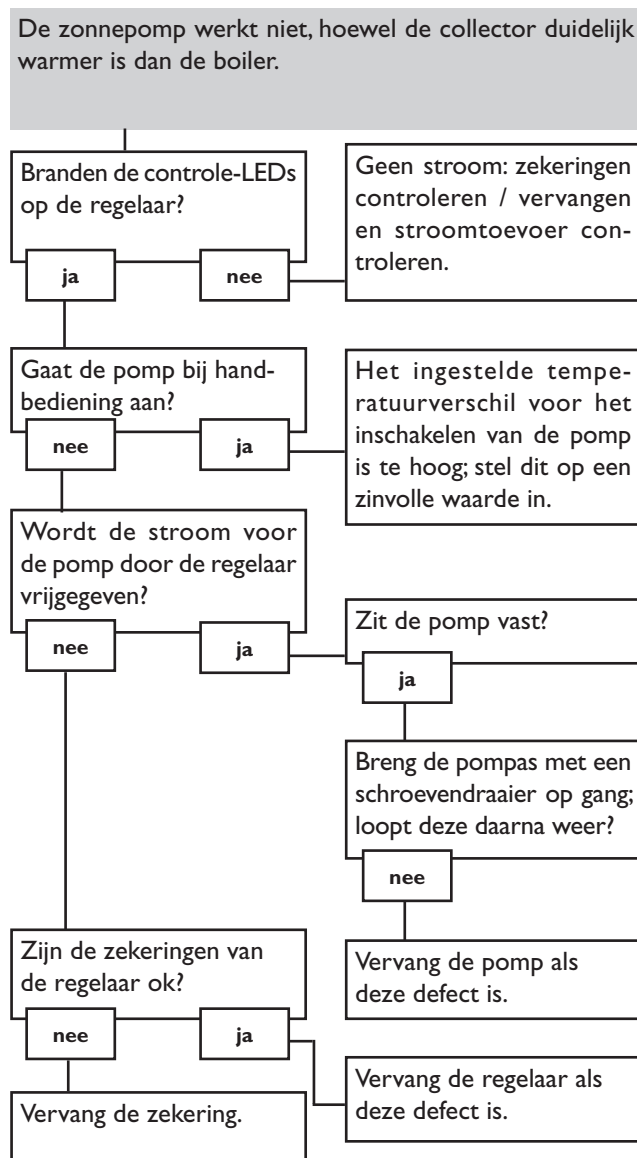 De zonnepomp werkt niet, hoewel de collector duidelijk
warmer is dan de boiler.
Branden de controle-LEDs
op de regelaar?
ja
nee
Geen stroom: zekeringen
controleren / vervangen
en stroomtoevoer con-
troleren.
Gaat de pomp bij hand-
bediening aan?
nee
ja
Het ingestelde tempe-
ratuurverschil voor het
inschakelen van de pomp
is te hoog; stel dit op een
zinvolle waarde in.
Wordt de stroom voor
de pomp door de regelaar
vrijgegeven?
nee
ja
Zit de pomp vast?
ja
Breng de pompas met een
schroevendraaier op gang;
loopt deze daarna weer?
nee
Vervang de pomp als
deze defect is.
Zijn de zekeringen van
de regelaar ok?
nee
ja
Vervang de zekering.
Vervang de regelaar als
deze defect is.